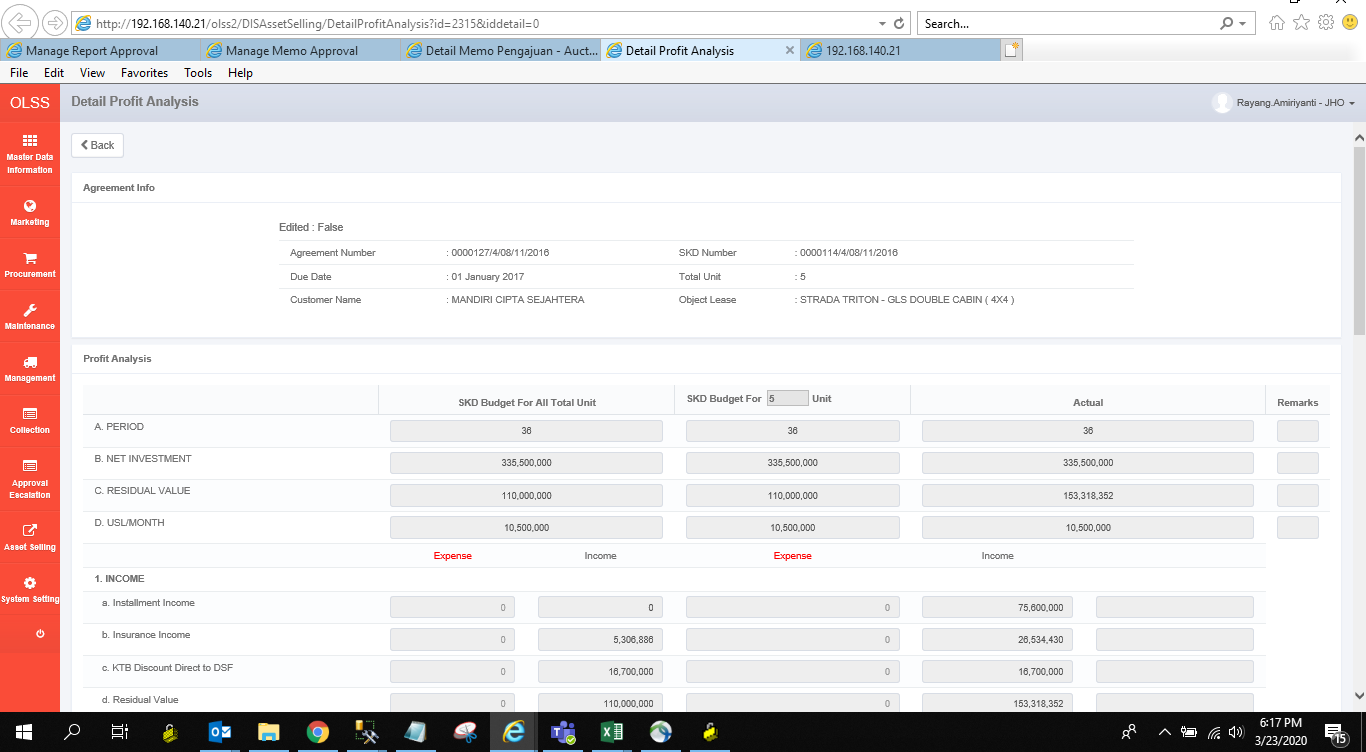 http://192.168.140.21/olss2/DISAssetSelling/DetailProfitAnalysis?id=2315&iddetail=0 Search...
Manage Report Approval Manage Memo Approval Detail Memo Pengajuan - Auct... Detail Profit Analysis 192.168.140.21
File Edit View Favorites Tools Help
OLSS Detail Profit Analysis Rayang.Amiriyanti - JHO
Back
Master Data
Information
Marketing
Procurement
Maintenance
Management
Collection
Approval
Escalation
Asset Selling
System Setting
Agreement Info
Edited : False
Agreement Number : 0000127/4/08/11/2016 SKD Number : 0000114/4/08/11/2016
Due Date : 01 January 2017 Total Unit : 5
Customer Name : MANDIRI CIPTA SEJAHTERA Object Lease : STRADA TRITON - GLS DOUBLE CABIN ( 4X4 )
Profit Analysis
SKD Budget For All Total Unit SKD Budget For 5 Unit Actual Remarks
A. PERIOD 36 36 36
B. NET INVESTMENT 335,500,000 335,500,000 335,500,000
C. RESIDUAL VALUE 110,000,000 110,000,000 153,318,352
D. USL/MONTH 10,500,000 10,500,000 10,500,000
Expense Income Expense Income
1. INCOME
a. Installment Income 0 0 0 75,600,000
b. Insurance Income 0 5,306,886 0 26,534,430
c. KTB Discount Direct to DSF 0 16,700,000 0 16,700,000
d. Residual Value 0 110,000,000 0 153,318,352
6:17 PM
3/23/2020
15